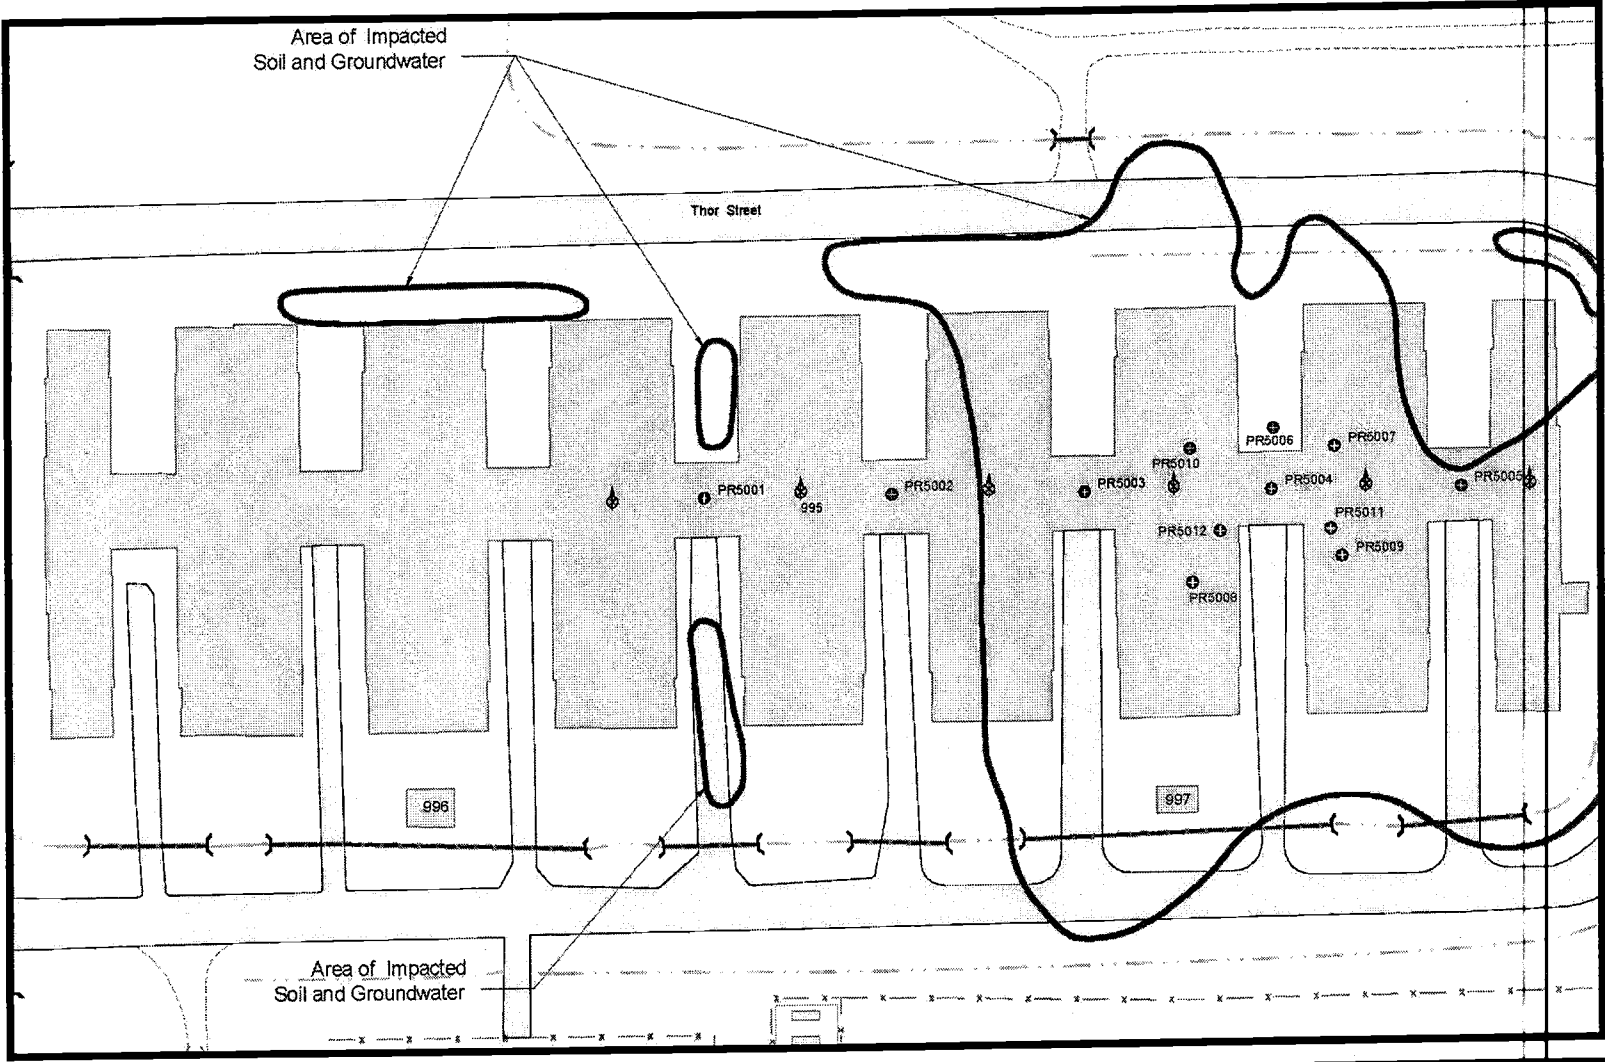 Area of Impacted
Soil and Groundwater
Thor Street
PR5006
PR5007
PR5010
PR5001
995
PR5002
PR5003
PR5004
PR5005
PR5011
PR5012
PR5009
PR5008
996
997
Area of Impacted
Soil and Groundwater